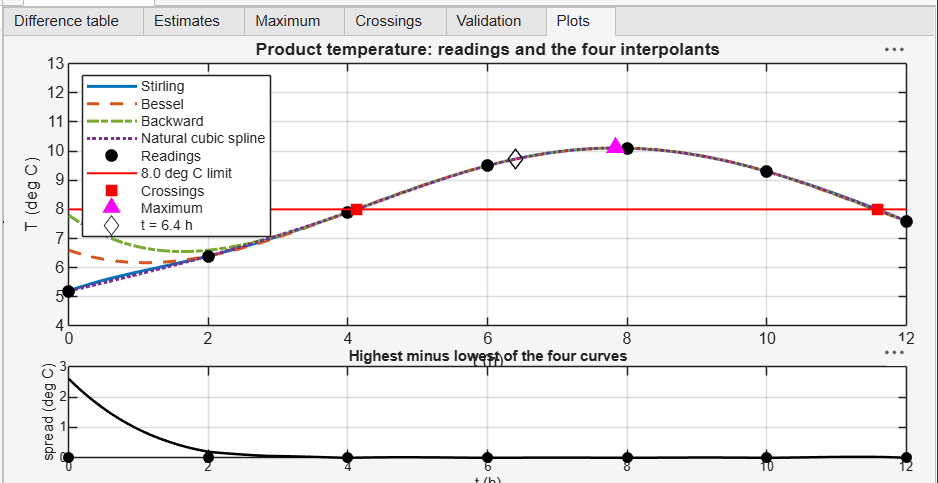 Difference table Estimates Maximum Crossings Validation Plots
Product temperature: readings and the four interpolants
13
12
11
10
9
8
7
6
5
4
T (deg C)
Stirling
Bessel
Backward
Natural cubic spline
Readings
8.0 deg C limit
Crossings
Maximum
t = 6.4 h
0 2 4 6 8 10 12
Highest minus lowest of the four curves
3
2
1
0
spread (deg C)
0 2 4 6 8 10 12
t (h)